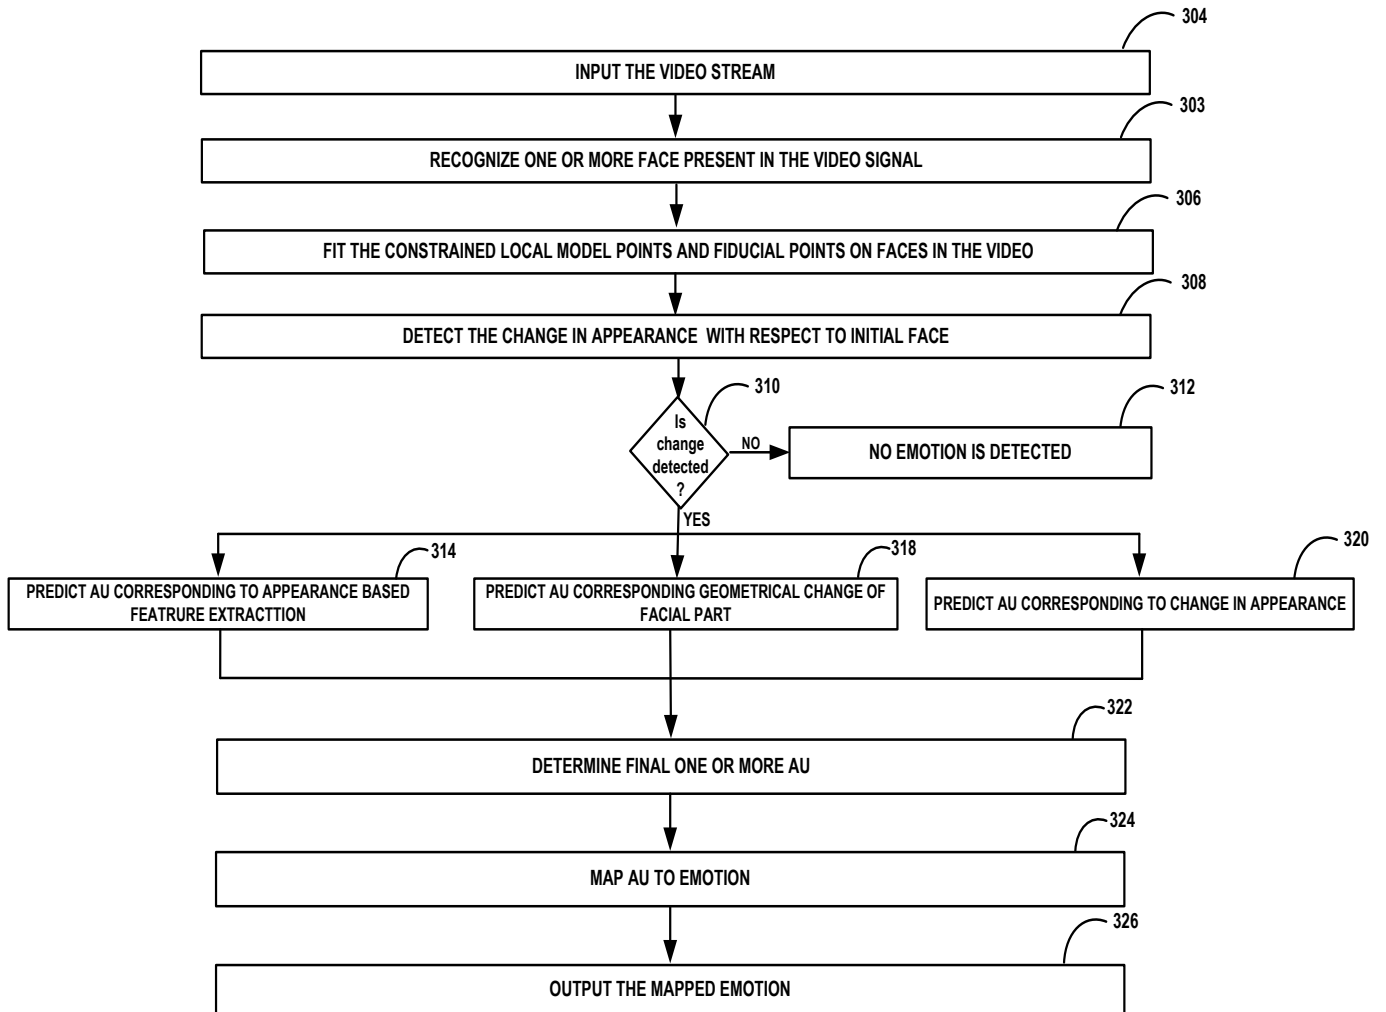 304
INPUT THE VIDEO STREAM
303
RECOGNIZE ONE OR MORE FACE PRESENT IN THE VIDEO SIGNAL
306
FIT THE CONSTRAINED LOCAL MODEL POINTS AND FIDUCIAL POINTS ON FACES IN THE VIDEO
308
DETECT THE CHANGE IN APPEARANCE WITH RESPECT TO INITIAL FACE
310
Is
change
detected
?
NO
312
NO EMOTION IS DETECTED
YES
314
PREDICT AU CORRESPONDING TO APPEARANCE BASED
FEATRURE EXTRACTTION
318
PREDICT AU CORRESPONDING GEOMETRICAL CHANGE OF
FACIAL PART
320
PREDICT AU CORRESPONDING TO CHANGE IN APPEARANCE
322
DETERMINE FINAL ONE OR MORE AU
324
MAP AU TO EMOTION
326
OUTPUT THE MAPPED EMOTION